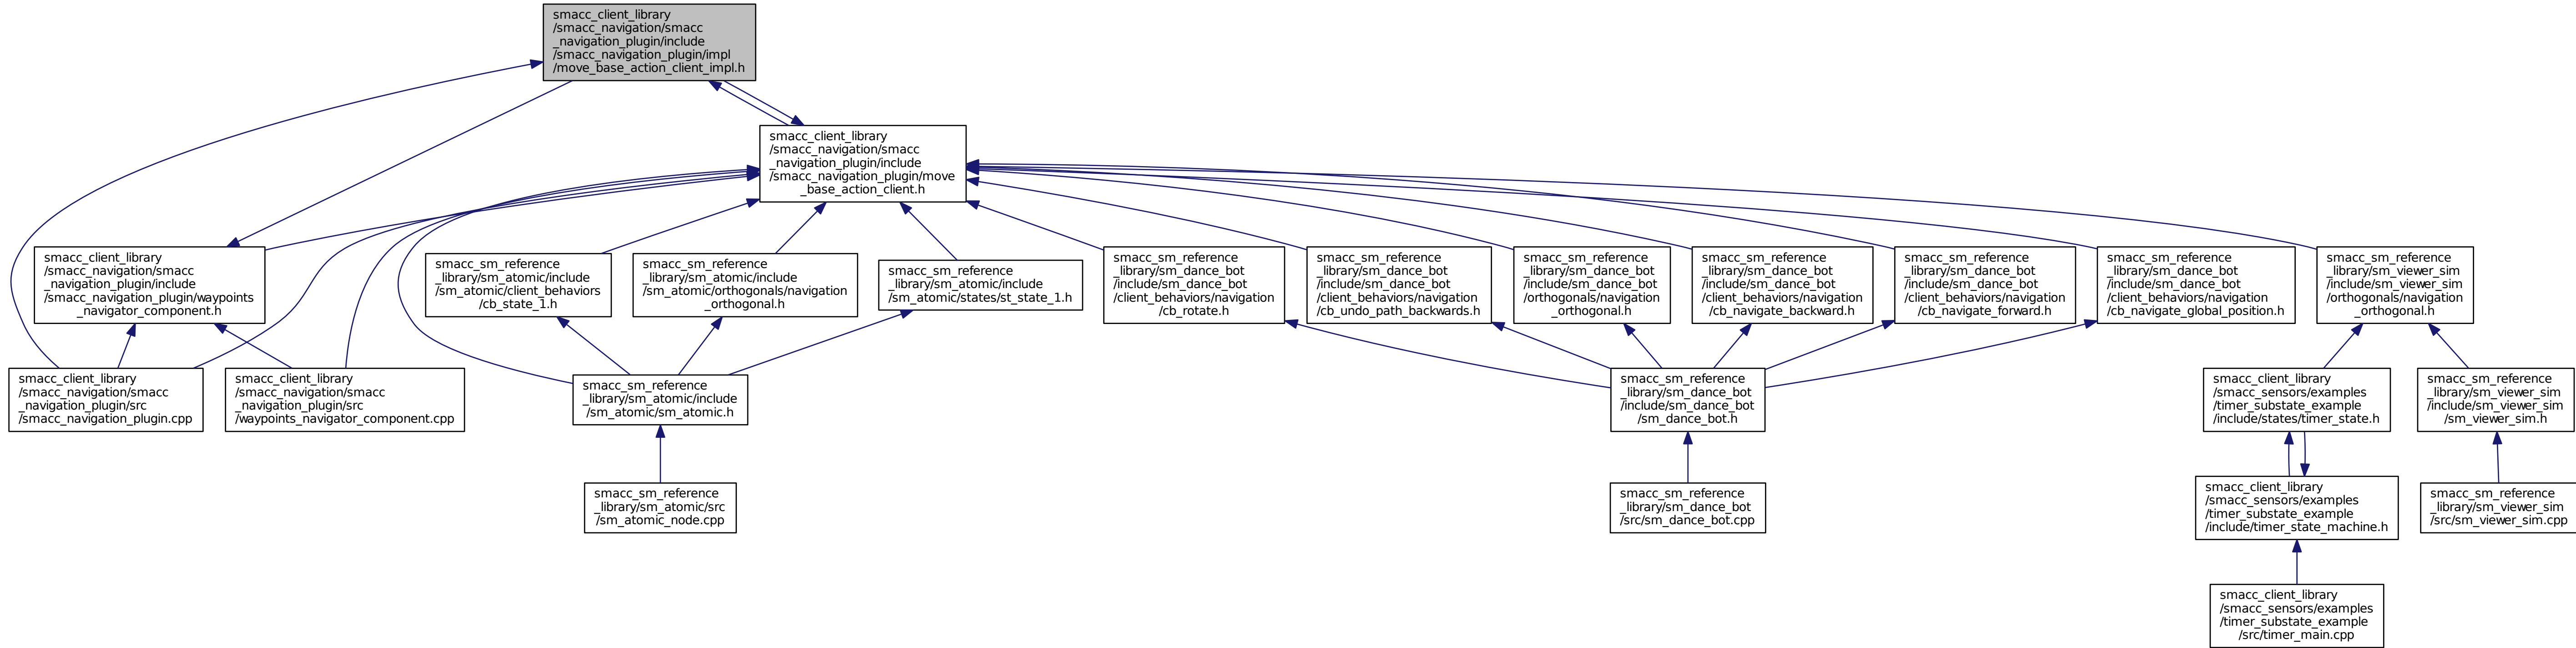 smacc_client_library
/smacc_navigation/smacc
_navigation_plugin/include
/smacc_navigation_plugin/impl
/move_base_action_client_impl.h
smacc_client_library
/smacc_navigation/smacc
_navigation_plugin/include
/smacc_navigation_plugin/move
_base_action_client.h
smacc_client_library
/smacc_navigation/smacc
_navigation_plugin/include
/smacc_navigation_plugin/waypoints
_navigator_component.h
smacc_sm_reference
_library/sm_atomic/include
/sm_atomic/client_behaviors
/cb_state_1.h
smacc_sm_reference
_library/sm_atomic/include
/sm_atomic/orthogonals/navigation
_orthogonal.h
smacc_sm_reference
_library/sm_atomic/include
/sm_atomic/states/st_state_1.h
smacc_sm_reference
_library/sm_dance_bot
/include/sm_dance_bot
/client_behaviors/navigation
/cb_rotate.h
smacc_sm_reference
_library/sm_dance_bot
/include/sm_dance_bot
/client_behaviors/navigation
/cb_undo_path_backwards.h
smacc_sm_reference
_library/sm_dance_bot
/include/sm_dance_bot
/orthogonals/navigation
_orthogonal.h
smacc_sm_reference
_library/sm_dance_bot
/include/sm_dance_bot
/client_behaviors/navigation
/cb_navigate_backward.h
smacc_sm_reference
_library/sm_dance_bot
/include/sm_dance_bot
/client_behaviors/navigation
/cb_navigate_forward.h
smacc_sm_reference
_library/sm_dance_bot
/include/sm_dance_bot
/client_behaviors/navigation
/cb_navigate_global_position.h
smacc_sm_reference
_library/sm_viewer_sim
/include/sm_viewer_sim
/orthogonals/navigation
_orthogonal.h
smacc_client_library
/smacc_navigation/smacc
_navigation_plugin/src
/smacc_navigation_plugin.cpp
smacc_client_library
/smacc_navigation/smacc
_navigation_plugin/src
/waypoints_navigator_component.cpp
smacc_sm_reference
_library/sm_atomic/include
/sm_atomic/sm_atomic.h
smacc_sm_reference
_library/sm_dance_bot
/include/sm_dance_bot
/sm_dance_bot.h
smacc_client_library
/smacc_sensors/examples
/timer_substate_example
/include/states/timer_state.h
smacc_sm_reference
_library/sm_viewer_sim
/include/sm_viewer_sim
/sm_viewer_sim.h
smacc_sm_reference
_library/sm_atomic/src
/sm_atomic_node.cpp
smacc_sm_reference
_library/sm_dance_bot
/src/sm_dance_bot.cpp
smacc_client_library
/smacc_sensors/examples
/timer_substate_example
/include/timer_state_machine.h
smacc_sm_reference
_library/sm_viewer_sim
/src/sm_viewer_sim.cpp
smacc_client_library
/smacc_sensors/examples
/timer_substate_example
/src/timer_main.cpp